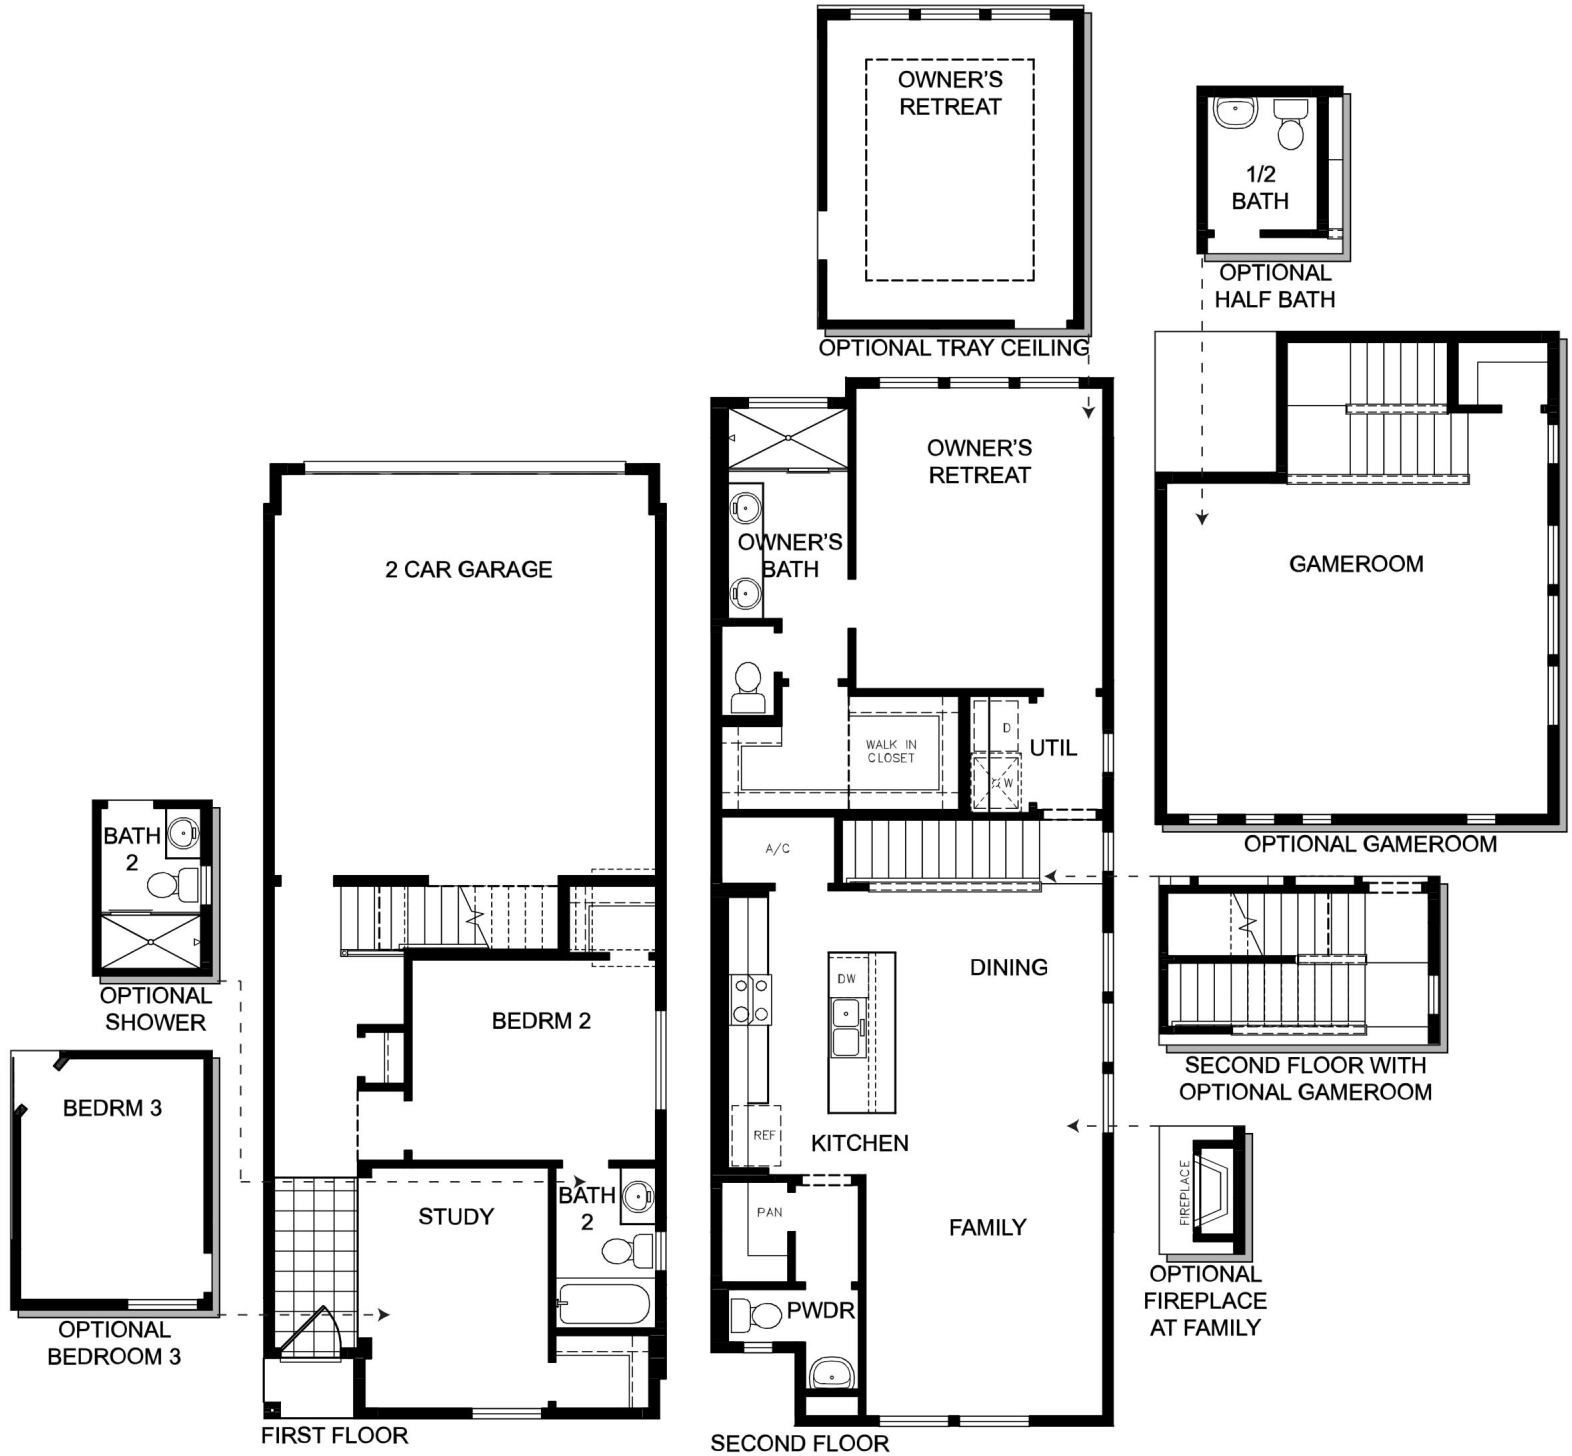 OWNER'S
RETREAT
OPTIONAL TRAY CEILING
1/2
BATH
OPTIONAL
HALF BATH
2 CAR GARAGE
BATH
2
OPTIONAL
SHOWER
BEDRM 3
OPTIONAL
BEDROOM 3
BEDRM 2
STUDY
BATH
2
FIRST FLOOR
OWNER'S
RETREAT
OWNER'S
BATH
WALK IN
CLOSET
D
W
UTIL
A/C
DINING
DW
REF
KITCHEN
PAN
FAMILY
PWDR
SECOND FLOOR
GAMEROOM
OPTIONAL GAMEROOM
SECOND FLOOR WITH
OPTIONAL GAMEROOM
FIREPLACE
OPTIONAL
FIREPLACE
AT FAMILY